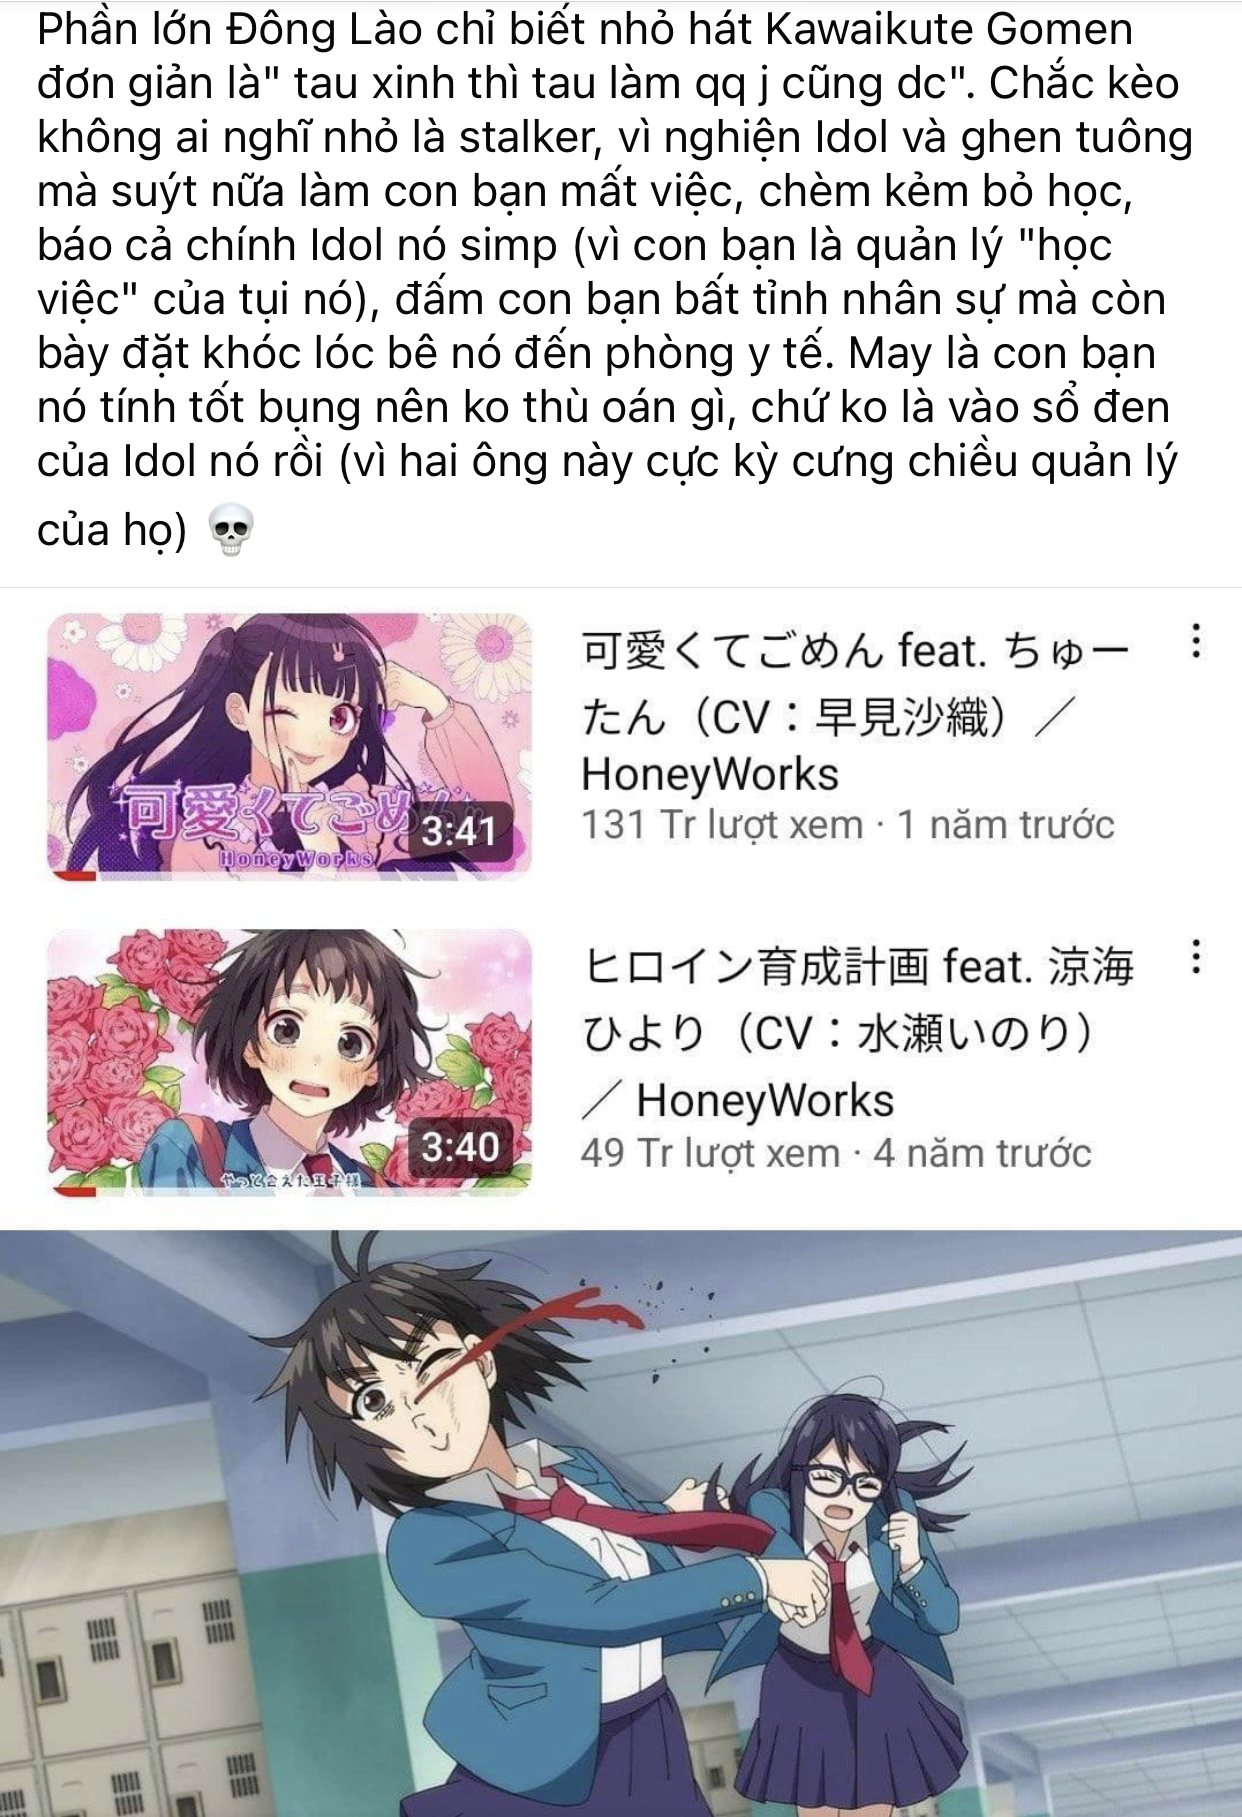 Phần lớn Đông Lào chỉ biết nhỏ hát Kawaikute Gomen
đơn giản là" tau xinh thì tau làm qq j cũng dc". Chắc kèo
không ai nghĩ nhỏ là stalker, vì nghiện Idol và ghen tuông
mà suýt nữa làm con bạn mất việc, chèm kẻm bỏ học,
báo cả chính Idol nó simp (vì con bạn là quản lý "học
việc" của tụi nó), đấm con bạn bất tỉnh nhân sự mà còn
bày đặt khóc lóc bê nó đến phòng y tế. May là con bạn
nó tính tốt bụng nên ko thù oán gì, chứ ko là vào sổ đen
của Idol nó rồi (vì hai ông này cực kỳ cưng chiều quản lý
của họ) 💀
可愛くてごめん feat. ちゅー
たん（CV：早見沙織）／
HoneyWorks
131 Tr lượt xem · 1 năm trước
可愛くてごめん
HoneyWorks
3:41
ヒロイン育成計画 feat. 涼海
ひより（CV：水瀬いのり）
／ HoneyWorks
49 Tr lượt xem · 4 năm trước
3:40
やっと会えた王子様